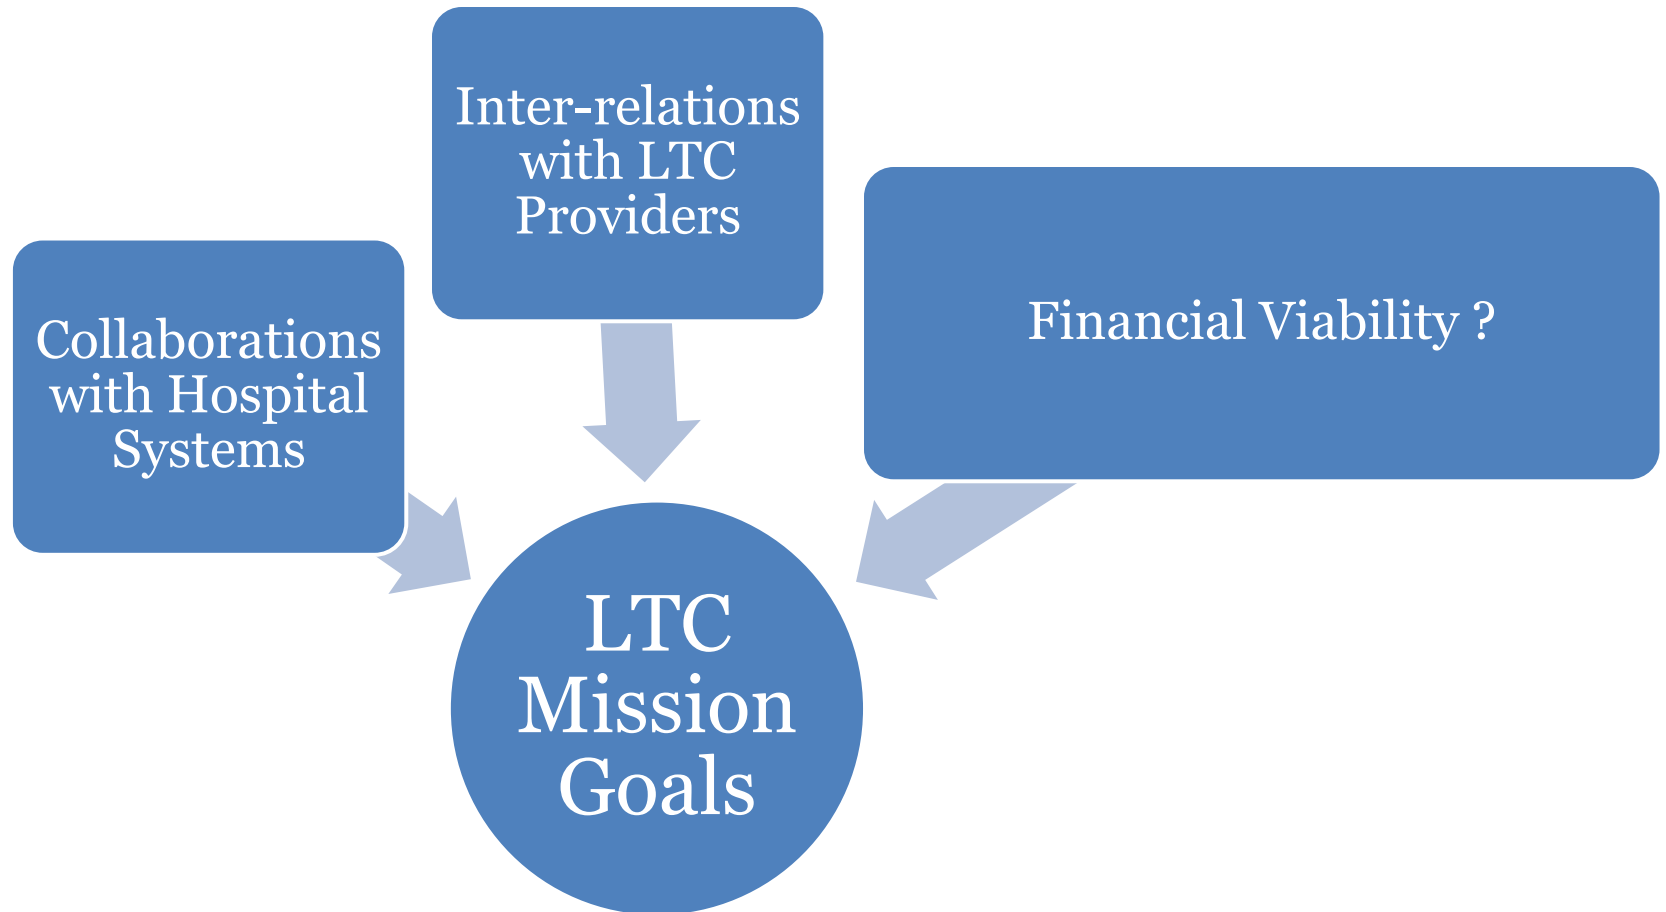 Collaborations
with Hospital
Systems
Inter-relations
with LTC
Providers
Financial Viability ?
LTC
Mission
Goals